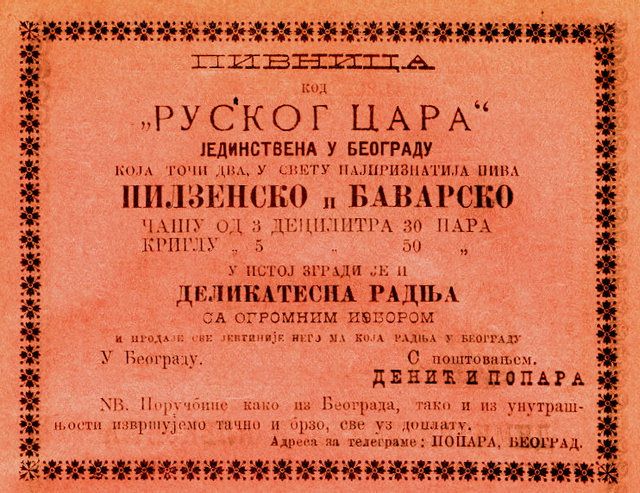 ПИВНИЦА
КОД
„РУСКОГ ЦАРА“
ЈЕДИНСТВЕНА У БЕОГРАДУ
КОЈА ТОЧИ ДВА, У СВЕТУ НАЈПРИЗНАТИЈА ПИВА
ПИЛЗЕНСКО и БАВАРСКО
ЧАШУ ОД 3 ДЕЦИЛИТРА 30 ПАРА
КРИГЛУ „ 5 „ 50 „
У ИСТОЈ ЗГРАДИ ЈЕ И
ДЕЛИКАТЕСНА РАДЊА
СА ОГРОМНИМ ИЗБОРОМ
И ПРОДАЈЕ СВЕ ЈЕВТИНИЈЕ НЕГО МА КОЈА РАДЊА У БЕОГРАДУ
У Београду. С поштовањем.
ДЕНИЋ И ПОПАРА
NB. Поручбине како из Београда, тако и из унутраш-
њости извршујемо тачно и брзо, све уз доплату.
Адреса за телеграме: ПОПАРА, БЕОГРАД.